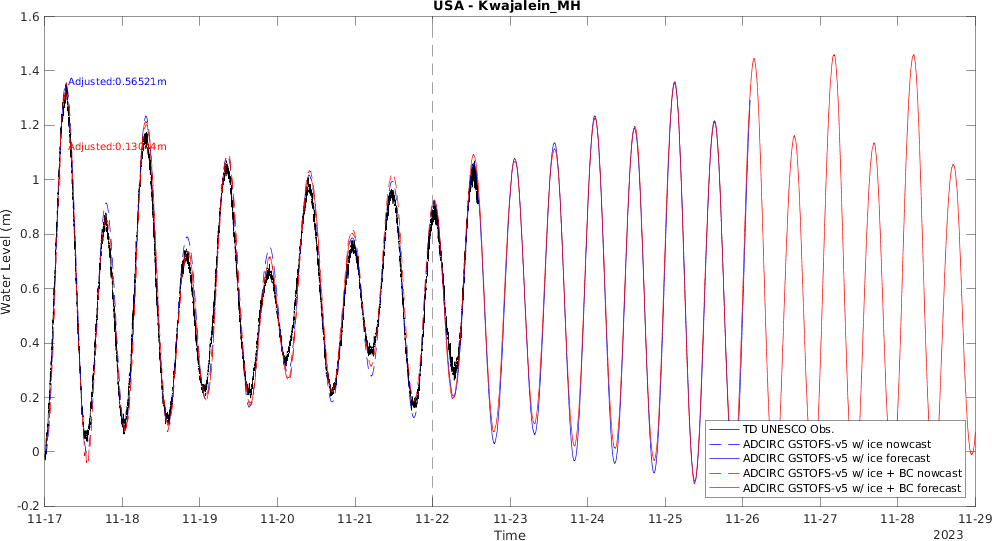 USA - Kwajalein_MH
1.6
1.4
1.2
1
0.8
0.6
0.4
0.2
0
-0.2
Water Level (m)
Adjusted:0.56521m
TD UNESCO Obs.
ADCIRC GSTOFS-v5 w/ ice nowcast
ADCIRC GSTOFS-v5 w/ ice forecast
ADCIRC GSTOFS-v5 w/ ice + BC nowcast
ADCIRC GSTOFS-v5 w/ ice + BC forecast
11-17 11-18 11-19 11-20 11-21 11-22 11-23 11-24 11-25 11-26 11-27 11-28 11-29
Time
2023